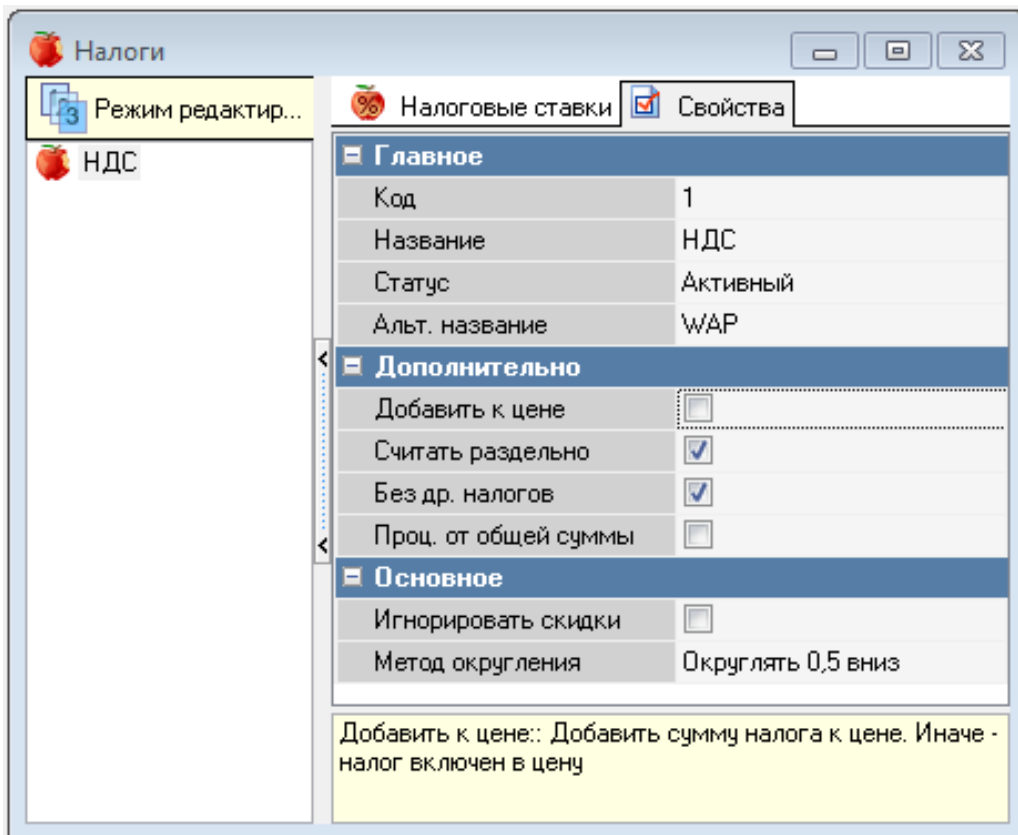 Налоги
Режим редактир...
Налоговые ставки Свойства
НДС
Главное
Код 1
Название НДС
Статус Активный
Альт. название WAP
Дополнительно
Добавить к цене
Считать раздельно
Без др. налогов
Проц. от общей суммы
Основное
Игнорировать скидки
Метод округления Округлять 0,5 вниз
Добавить к цене:: Добавить сумму налога к цене. Иначе -
налог включен в цену